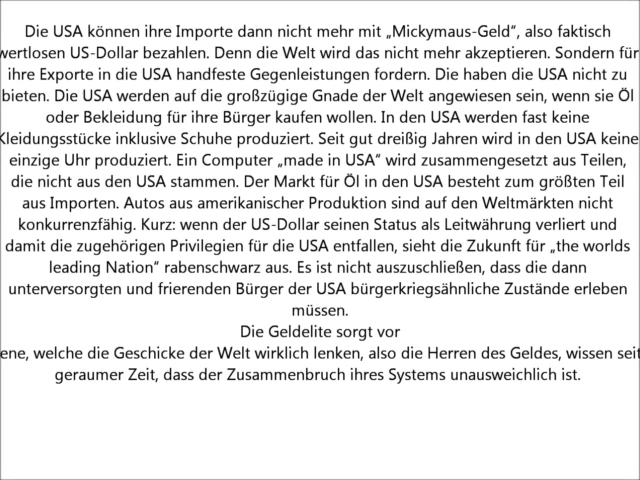 Die USA können ihre Importe dann nicht mehr mit „Mickymaus-Geld“, also faktisch
wertlosen US-Dollar bezahlen. Denn die Welt wird das nicht mehr akzeptieren. Sondern für
ihre Exporte in die USA handfeste Gegenleistungen fordern. Die haben die USA nicht zu
bieten. Die USA werden auf die großzügige Gnade der Welt angewiesen sein, wenn sie Öl
oder Bekleidung für ihre Bürger kaufen wollen. In den USA werden fast keine
Kleidungsstücke inklusive Schuhe produziert. Seit gut dreißig Jahren wird in den USA keine
einzige Uhr produziert. Ein Computer „made in USA“ wird zusammengesetzt aus Teilen,
die nicht aus den USA stammen. Der Markt für Öl in den USA besteht zum größten Teil
aus Importen. Autos aus amerikanischer Produktion sind auf den Weltmärkten nicht
konkurrenzfähig. Kurz: wenn der US-Dollar seinen Status als Leitwährung verliert und
damit die zugehörigen Privilegien für die USA entfallen, sieht die Zukunft für „the worlds
leading Nation“ rabenschwarz aus. Es ist nicht auszuschließen, dass die dann
unterversorgten und frierenden Bürger der USA bürgerkriegsähnliche Zustände erleben
müssen.
Die Geldelite sorgt vor
ene, welche die Geschicke der Welt wirklich lenken, also die Herren des Geldes, wissen seit
geraumer Zeit, dass der Zusammenbruch ihres Systems unausweichlich ist.